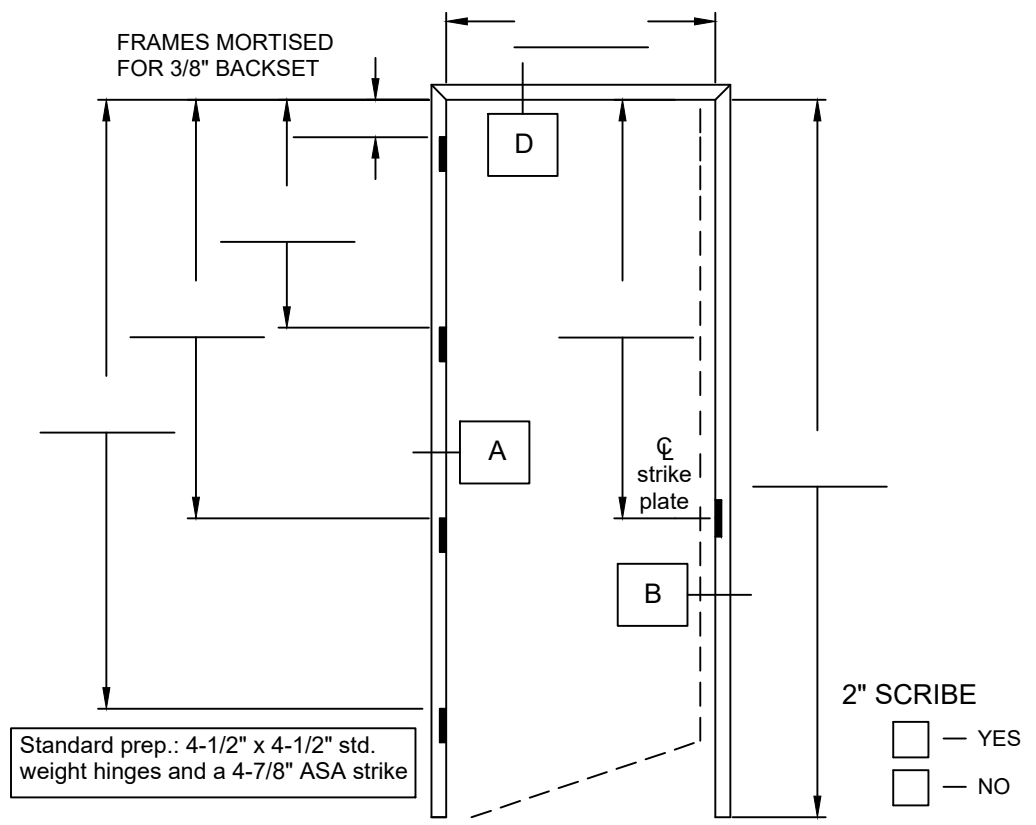 FRAMES MORTISED
FOR 3/8" BACKSET
D
A
℄
strike
plate
B
2" SCRIBE
— YES
— NO
Standard prep.: 4-1/2" x 4-1/2" std.
weight hinges and a 4-7/8" ASA strike